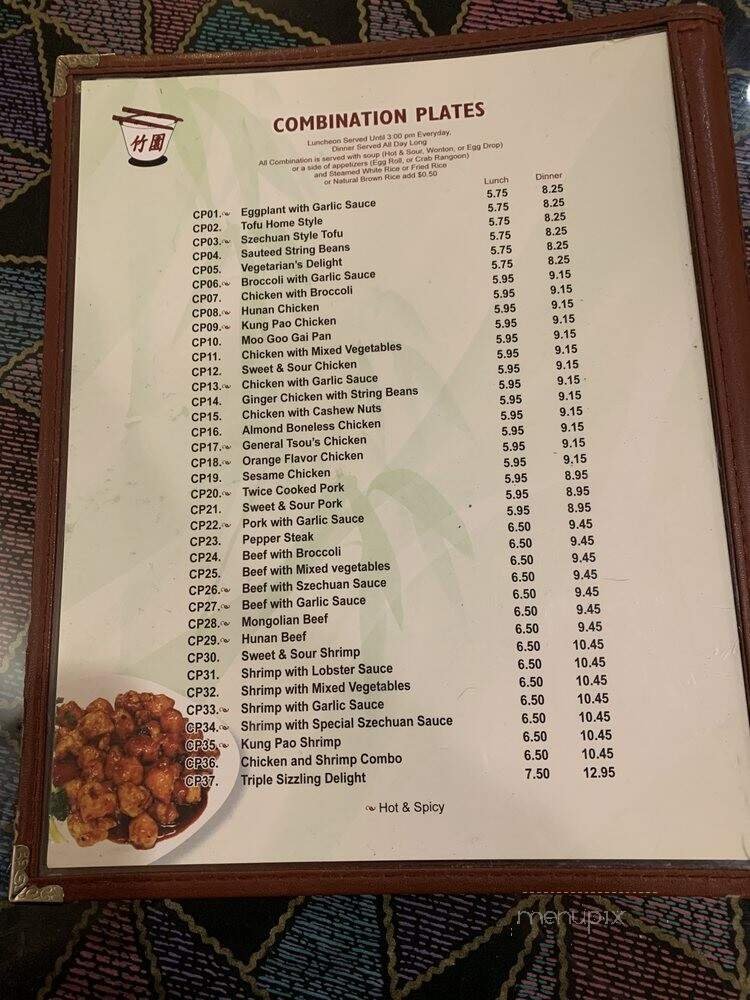 竹園
COMBINATION PLATES
Luncheon Served Until 3:00 pm Everyday,
Dinner Served All Day Long
All Combination is served with soup (Hot & Sour, Wonton, or Egg Drop)
or a side of appetizers (Egg Roll, or Crab Rangoon)
and Steamed White Rice or Fried Rice
or Natural Brown Rice add $0.50
Lunch Dinner
CP01. Eggplant with Garlic Sauce 5.75 8.25
CP02. Tofu Home Style 5.75 8.25
CP03. Szechuan Style Tofu 5.75 8.25
CP04. Sauteed String Beans 5.75 8.25
CP05. Vegetarian's Delight 5.75 8.25
CP06. Broccoli with Garlic Sauce 5.75 8.25
CP07. Chicken with Broccoli 5.95 9.15
CP08. Hunan Chicken 5.95 9.15
CP09. Kung Pao Chicken 5.95 9.15
CP10. Moo Goo Gai Pan 5.95 9.15
CP11. Chicken with Mixed Vegetables 5.95 9.15
CP12. Sweet & Sour Chicken 5.95 9.15
CP13. Chicken with Garlic Sauce 5.95 9.15
CP14. Ginger Chicken with String Beans 5.95 9.15
CP15. Chicken with Cashew Nuts 5.95 9.15
CP16. Almond Boneless Chicken 5.95 9.15
CP17. General Tsou's Chicken 5.95 9.15
CP18. Orange Flavor Chicken 5.95 9.15
CP19. Sesame Chicken 5.95 9.15
CP20. Twice Cooked Pork 5.95 8.95
CP21. Sweet & Sour Pork 5.95 8.95
CP22. Pork with Garlic Sauce 5.95 8.95
CP23. Pepper Steak 6.50 9.45
CP24. Beef with Broccoli 6.50 9.45
CP25. Beef with Mixed vegetables 6.50 9.45
CP26. Beef with Szechuan Sauce 6.50 9.45
CP27. Beef with Garlic Sauce 6.50 9.45
CP28. Mongolian Beef 6.50 9.45
CP29. Hunan Beef 6.50 9.45
CP30. Sweet & Sour Shrimp 6.50 10.45
CP31. Shrimp with Lobster Sauce 6.50 10.45
CP32. Shrimp with Mixed Vegetables 6.50 10.45
CP33. Shrimp with Garlic Sauce 6.50 10.45
CP34. Shrimp with Special Szechuan Sauce 6.50 10.45
CP35. Kung Pao Shrimp 6.50 10.45
CP36. Chicken and Shrimp Combo 6.50 10.45
CP37. Triple Sizzling Delight 7.50 12.95
Hot & Spicy
menupix